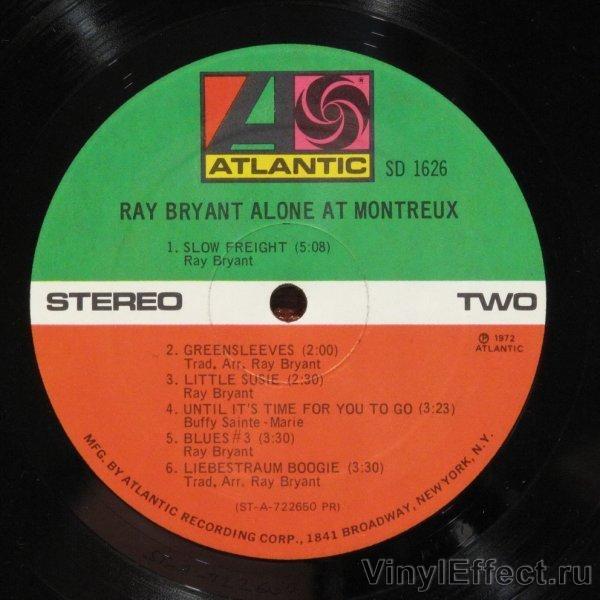 ATLANTIC
SD 1626
RAY BRYANT ALONE AT MONTREUX
1. SLOW FREIGHT (5:08)
Ray Bryant
STEREO
TWO
℗ 1972
ATLANTIC
2. GREENSLEEVES (2:00)
Trad. Arr. Ray Bryant
3. LITTLE SUSIE (2:30)
Ray Bryant
4. UNTIL IT'S TIME FOR YOU TO GO (3:23)
Buffy Sainte-Marie
5. BLUES #3 (3:30)
Ray Bryant
6. LIEBESTRAUM BOOGIE (3:30)
Trad. Arr. Ray Bryant
(ST-A-722650 PR)
MFG. BY ATLANTIC RECORDING CORP., 1841 BROADWAY, NEW YORK, N.Y.
VinylEffect.ru